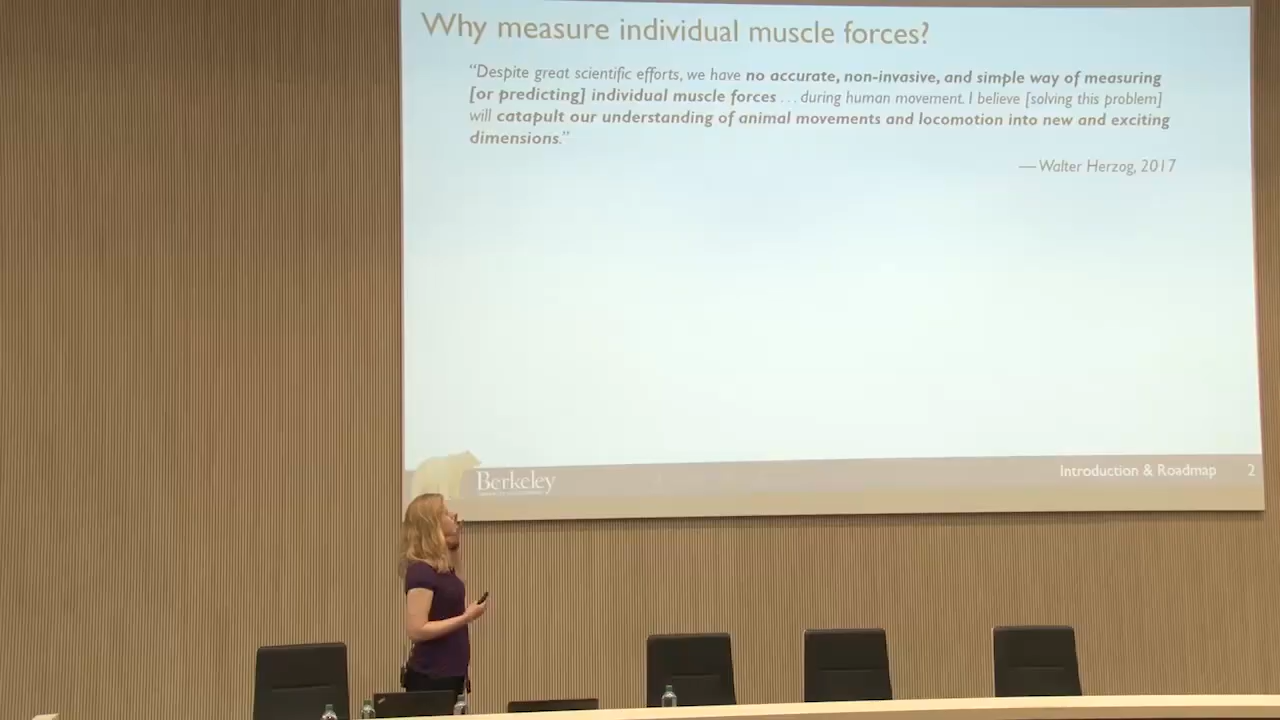 Why measure individual muscle forces?
“Despite great scientific efforts, we have no accurate, non-invasive, and simple way of measuring
[or predicting] individual muscle forces . . . during human movement. I believe [solving this problem]
will catapult our understanding of animal movements and locomotion into new and exciting
dimensions.”
— Walter Herzog, 2017
Berkeley
Introduction & Roadmap 2